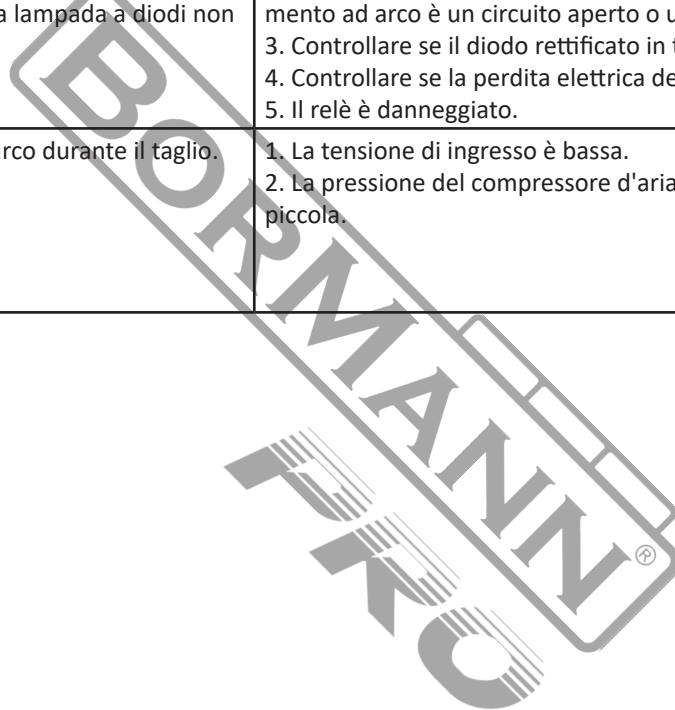 a lampada a diodi non
mento ad arco è un circuito aperto o u
3. Controllare se il diodo rettificato in
4. Controllare se la perdita elettrica de
5. Il relè è danneggiato.
arco durante il taglio.
1. La tensione di ingresso è bassa.
2. La pressione del compressore d'aria
piccola.
BORMANN®
PRO